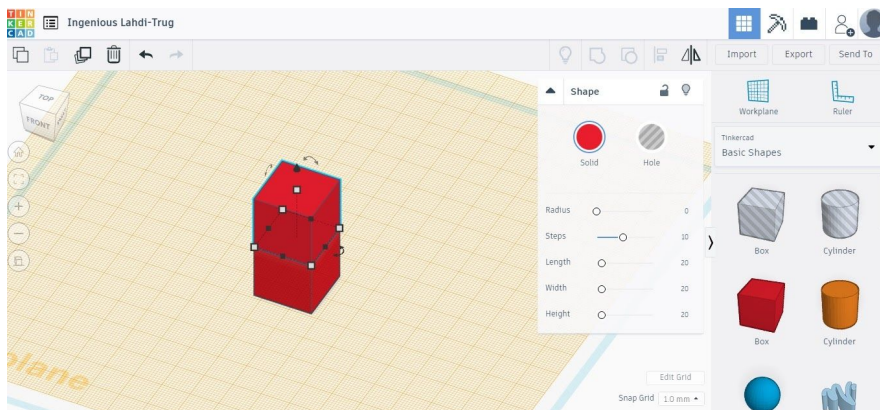 TIN
KER
CAD
Ingenious Lahdi-Trug
Import
Export
Send To
TOP
FRONT
Shape
Solid
Hole
Radius
0
Steps
10
Length
20
Width
20
Height
20
Workplane
Ruler
Tinkercad
Basic Shapes
Box
Cylinder
Box
Cylinder
plane
Edit Grid
Snap Grid
1.0 mm